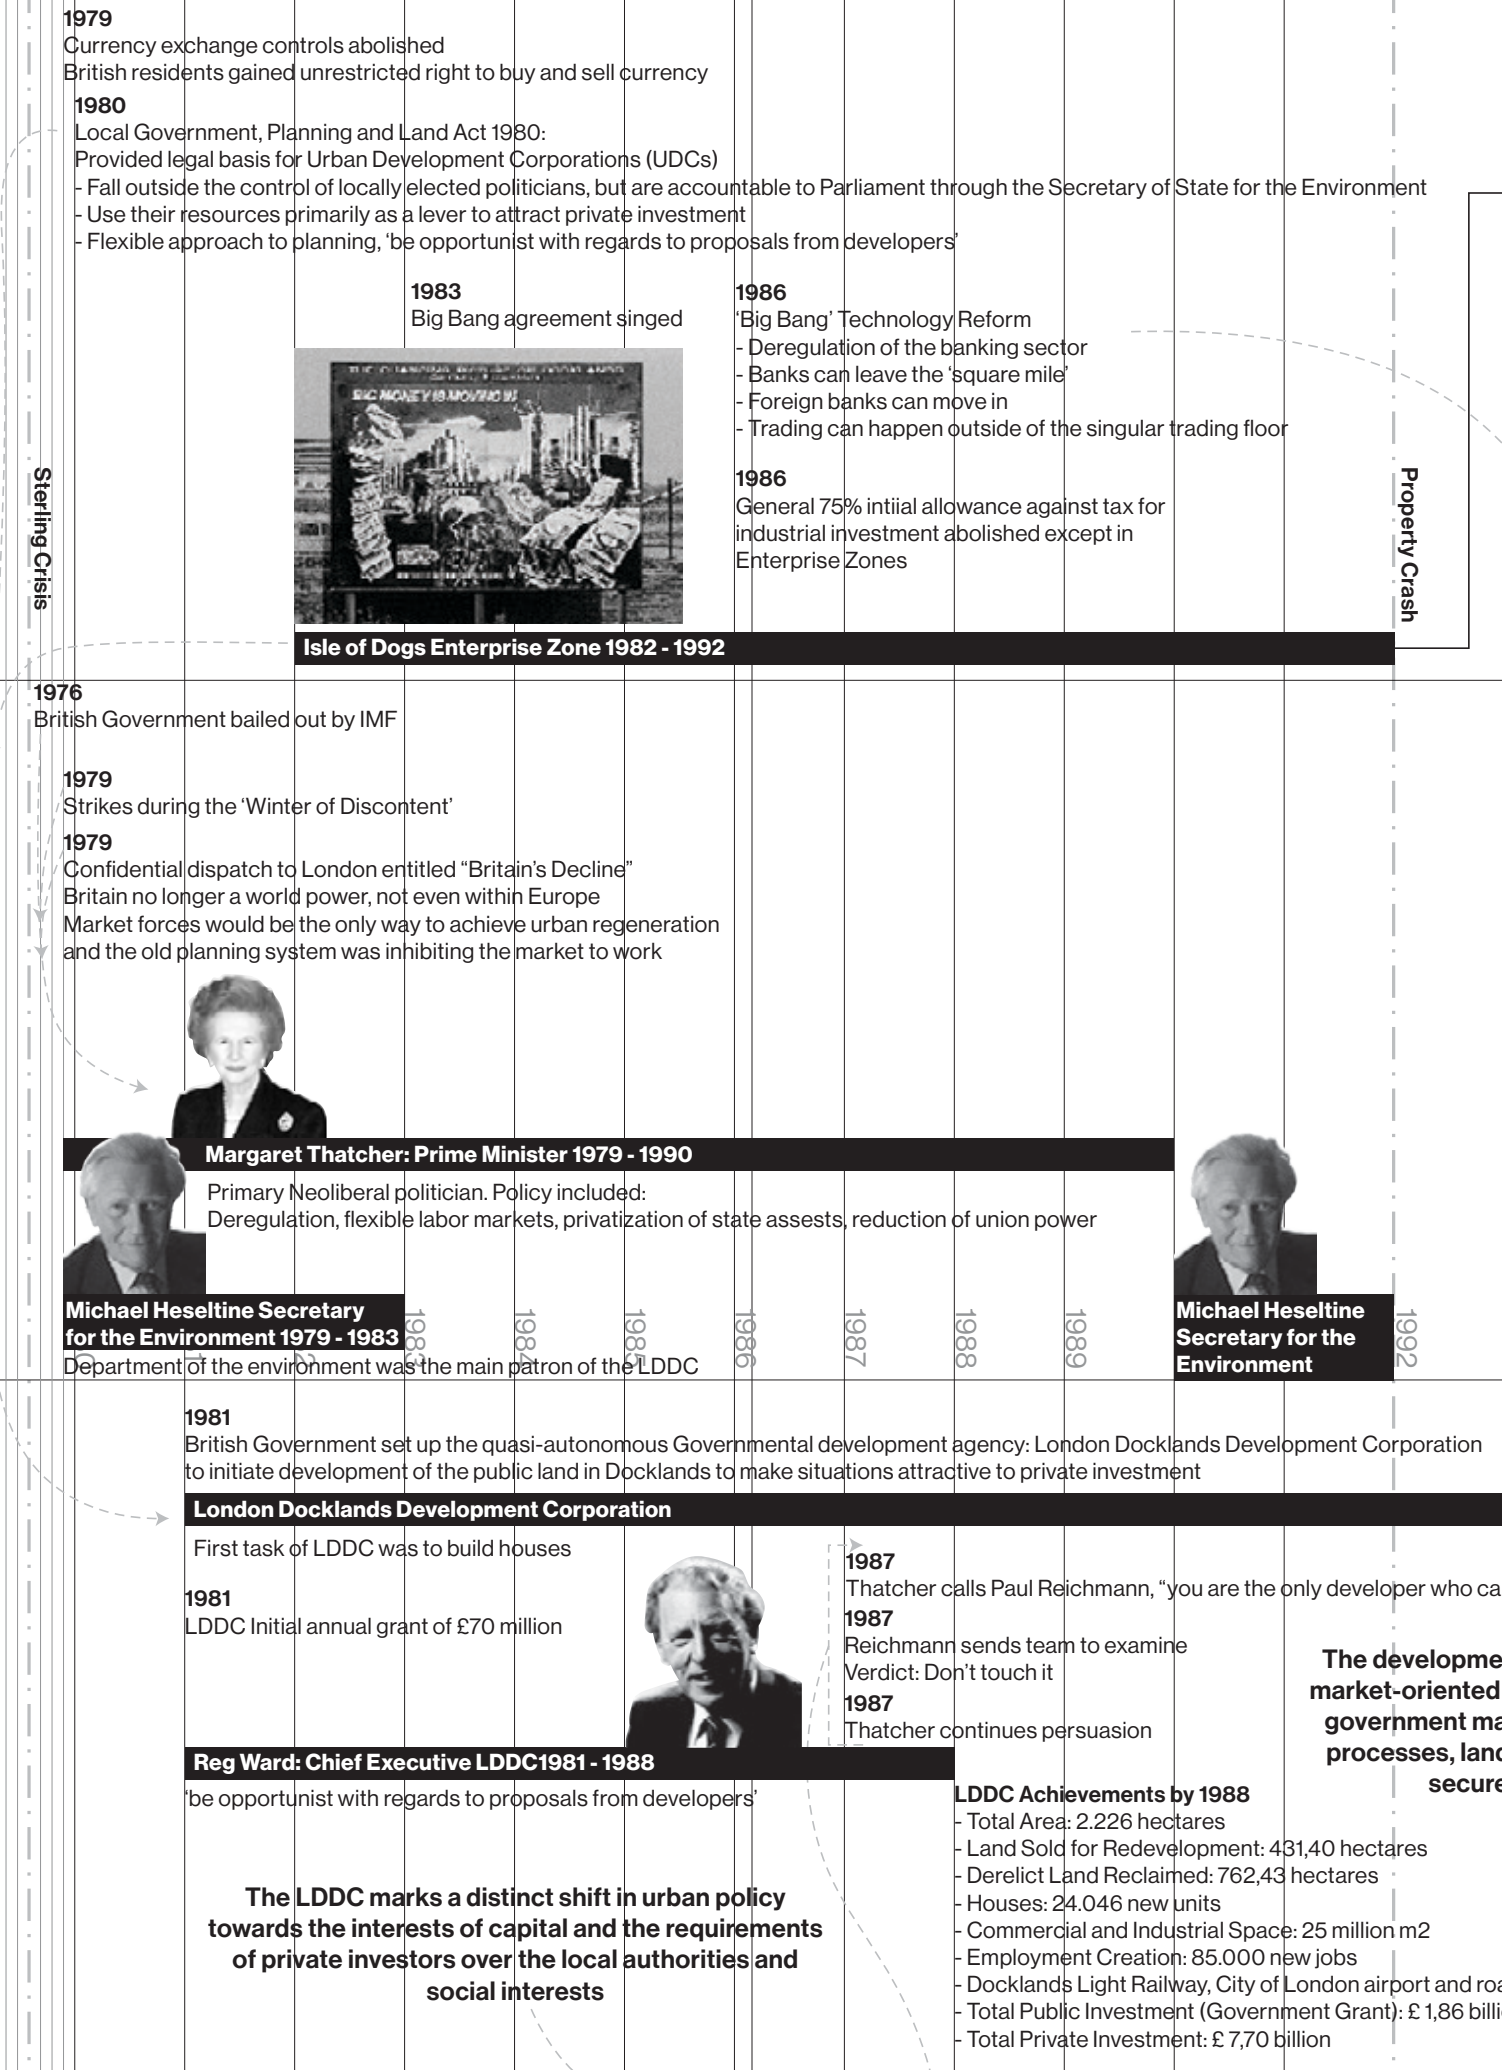 1979
Currency exchange controls abolished
British residents gained unrestricted right to buy and sell currency
1980
Local Government, Planning and Land Act 1980:
Provided legal basis for Urban Development Corporations (UDCs)
- Fall outside the control of locally elected politicians, but are accountable to Parliament through the Secretary of State for the Environment
- Use their resources primarily as a lever to attract private investment
- Flexible approach to planning, ‘be opportunist with regards to proposals from developers’
1983
Big Bang agreement singed
BIG MONEY IS MOVING IN
1986
‘Big Bang’ Technology Reform
- Deregulation of the banking sector
- Banks can leave the ‘square mile’
- Foreign banks can move in
- Trading can happen outside of the singular trading floor
1986
General 75% intiial allowance against tax for
industrial investment abolished except in
Enterprise Zones
Sterling Crisis
Property Crash
Isle of Dogs Enterprise Zone 1982 - 1992
1976
British Government bailed out by IMF
1979
Strikes during the ‘Winter of Discontent’
1979
Confidential dispatch to London entitled “Britain’s Decline”
Britain no longer a world power, not even within Europe
Market forces would be the only way to achieve urban regeneration
and the old planning system was inhibiting the market to work
Margaret Thatcher: Prime Minister 1979 - 1990
Primary Neoliberal politician. Policy included:
Deregulation, flexible labor markets, privatization of state assests, reduction of union power
Michael Heseltine Secretary
for the Environment 1979 - 1983
Department of the environment was the main patron of the LDDC
1983
1984
1985
1986
1987
1988
1989
Michael Heseltine
Secretary for the
Environment
1992
1981
British Government set up the quasi-autonomous Governmental development agency: London Docklands Development Corporation
to initiate development of the public land in Docklands to make situations attractive to private investment
London Docklands Development Corporation
First task of LDDC was to build houses
1981
LDDC Initial annual grant of £70 million
1987
Thatcher calls Paul Reichmann, “you are the only developer who ca
1987
Reichmann sends team to examine
Verdict: Don’t touch it
1987
Thatcher continues persuasion
The developme
market-oriented
government ma
processes, land
secure
Reg Ward: Chief Executive LDDC1981 - 1988
‘be opportunist with regards to proposals from developers’
The LDDC marks a distinct shift in urban policy
towards the interests of capital and the requirements
of private investors over the local authorities and
social interests
LDDC Achievements by 1988
- Total Area: 2.226 hectares
- Land Sold for Redevelopment: 431,40 hectares
- Derelict Land Reclaimed: 762,43 hectares
- Houses: 24.046 new units
- Commercial and Industrial Space: 25 million m2
- Employment Creation: 85.000 new jobs
- Docklands Light Railway, City of London airport and roa
- Total Public Investment (Government Grant): £ 1,86 billi
- Total Private Investment: £ 7,70 billion